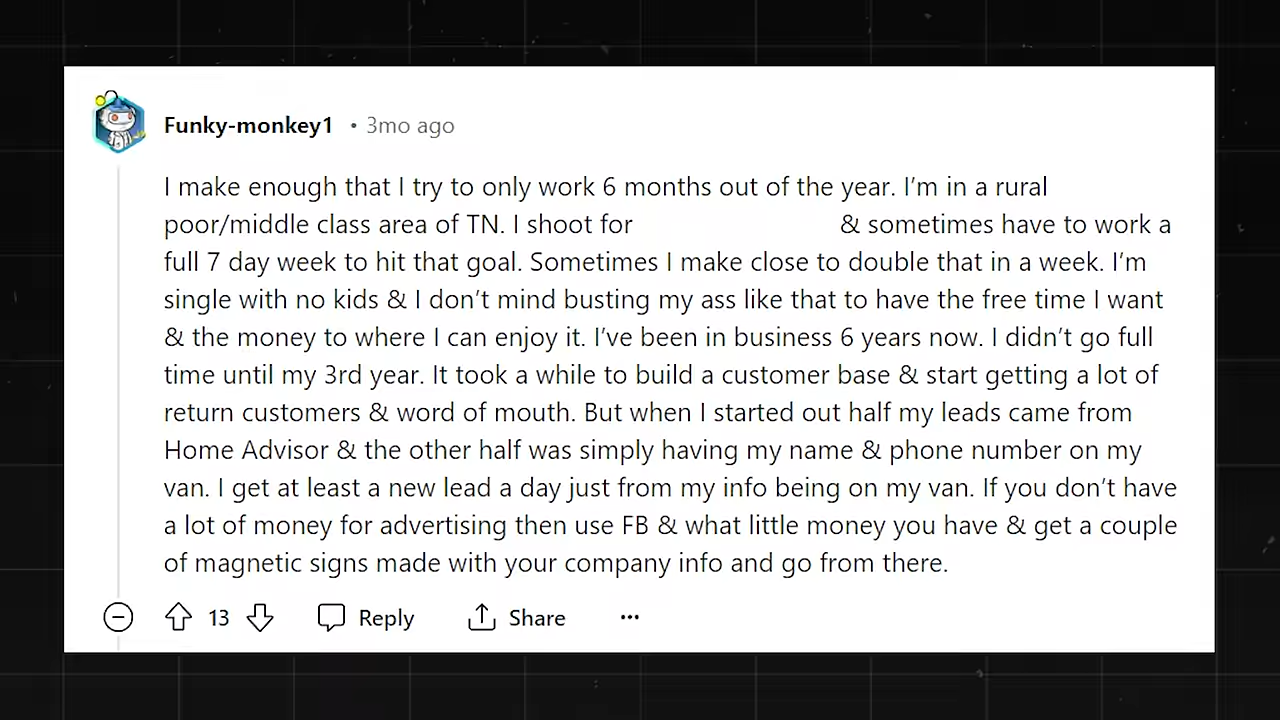 Funky-monkey1 • 3mo ago
I make enough that I try to only work 6 months out of the year. I’m in a rural
poor/middle class area of TN. I shoot for & sometimes have to work a
full 7 day week to hit that goal. Sometimes I make close to double that in a week. I’m
single with no kids & I don’t mind busting my ass like that to have the free time I want
& the money to where I can enjoy it. I’ve been in business 6 years now. I didn’t go full
time until my 3rd year. It took a while to build a customer base & start getting a lot of
return customers & word of mouth. But when I started out half my leads came from
Home Advisor & the other half was simply having my name & phone number on my
van. I get at least a new lead a day just from my info being on my van. If you don’t have
a lot of money for advertising then use FB & what little money you have & get a couple
of magnetic signs made with your company info and go from there.
13 Reply Share ···